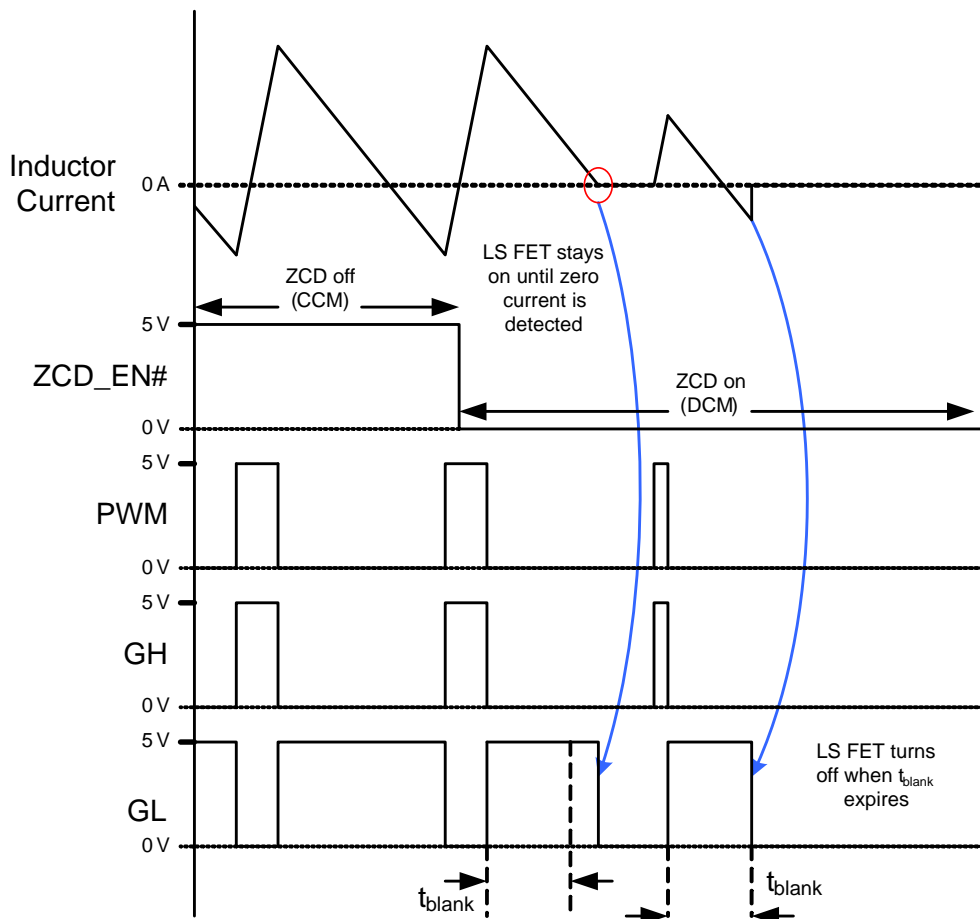 Inductor
Current
0 A
LS FET stays
on until zero
current is
detected
ZCD off
(CCM)
5 V
ZCD_EN#
0 V
ZCD on
(DCM)
5 V
PWM
0 V
5 V
GH
0 V
5 V
GL
0 V
LS FET turns
off when tblank
expires
tblank
tblank